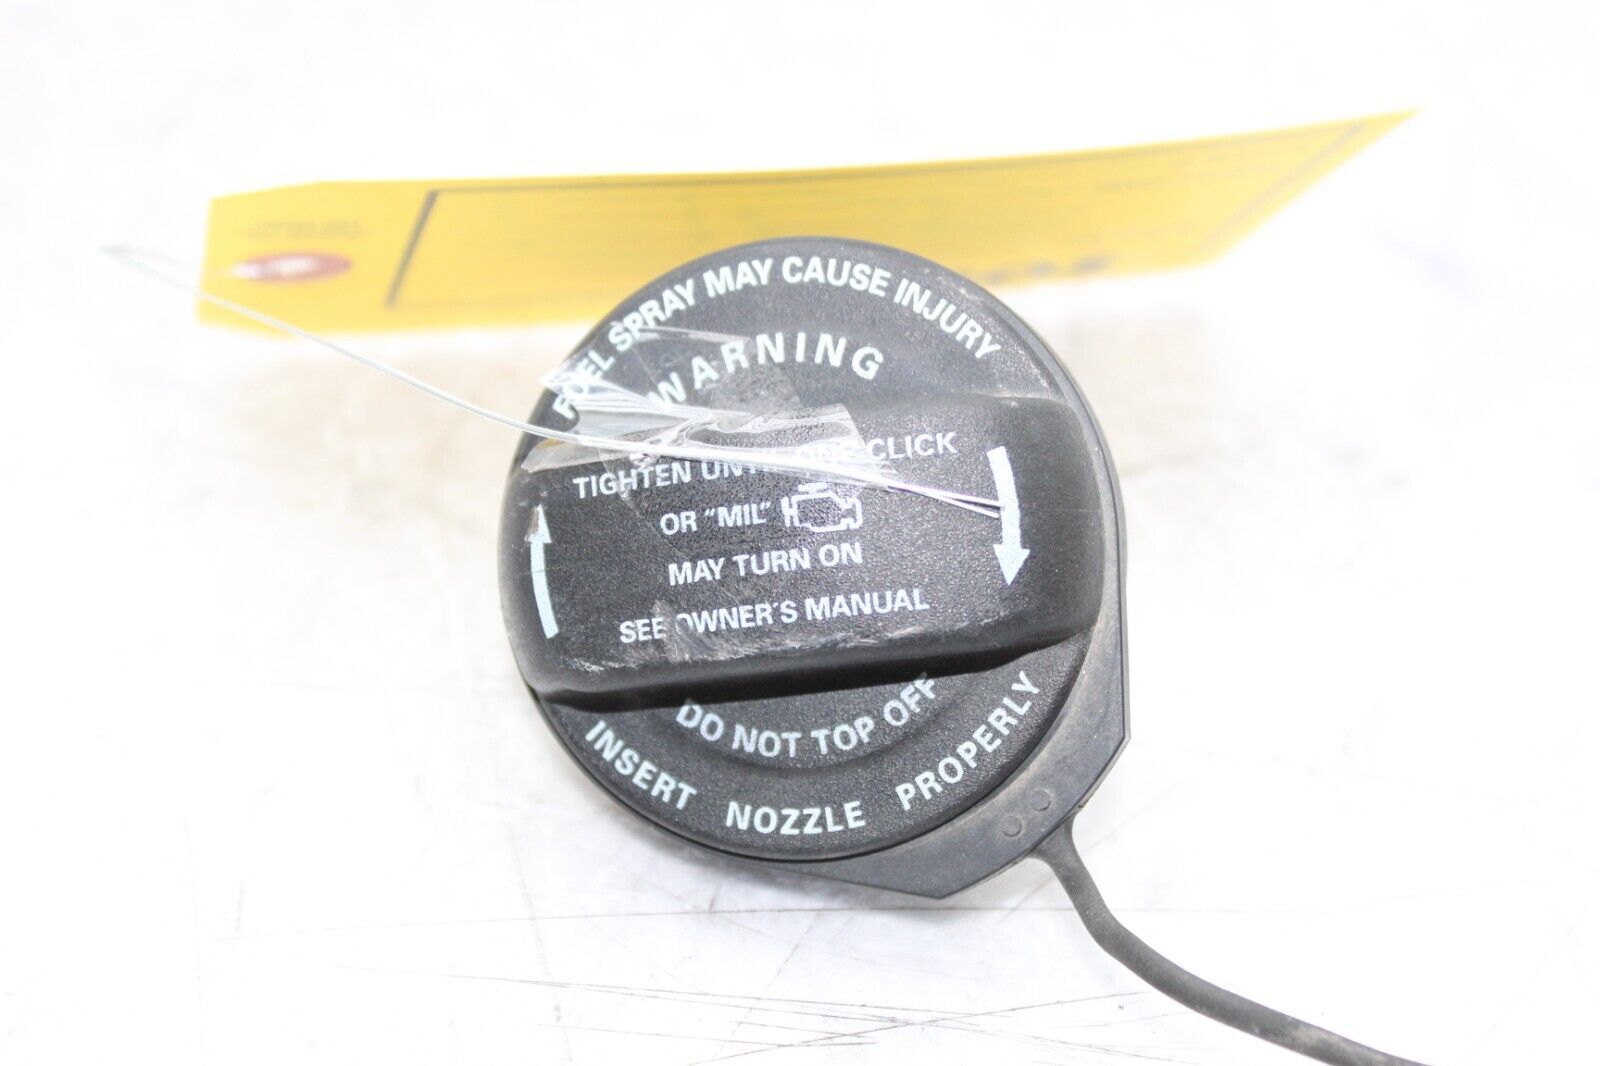 FUEL SPRAY MAY CAUSE INJURY
WARNING
TIGHTEN UNTIL ONE CLICK
OR "MIL"
MAY TURN ON
SEE OWNER'S MANUAL
DO NOT TOP OFF
INSERT NOZZLE PROPERLY